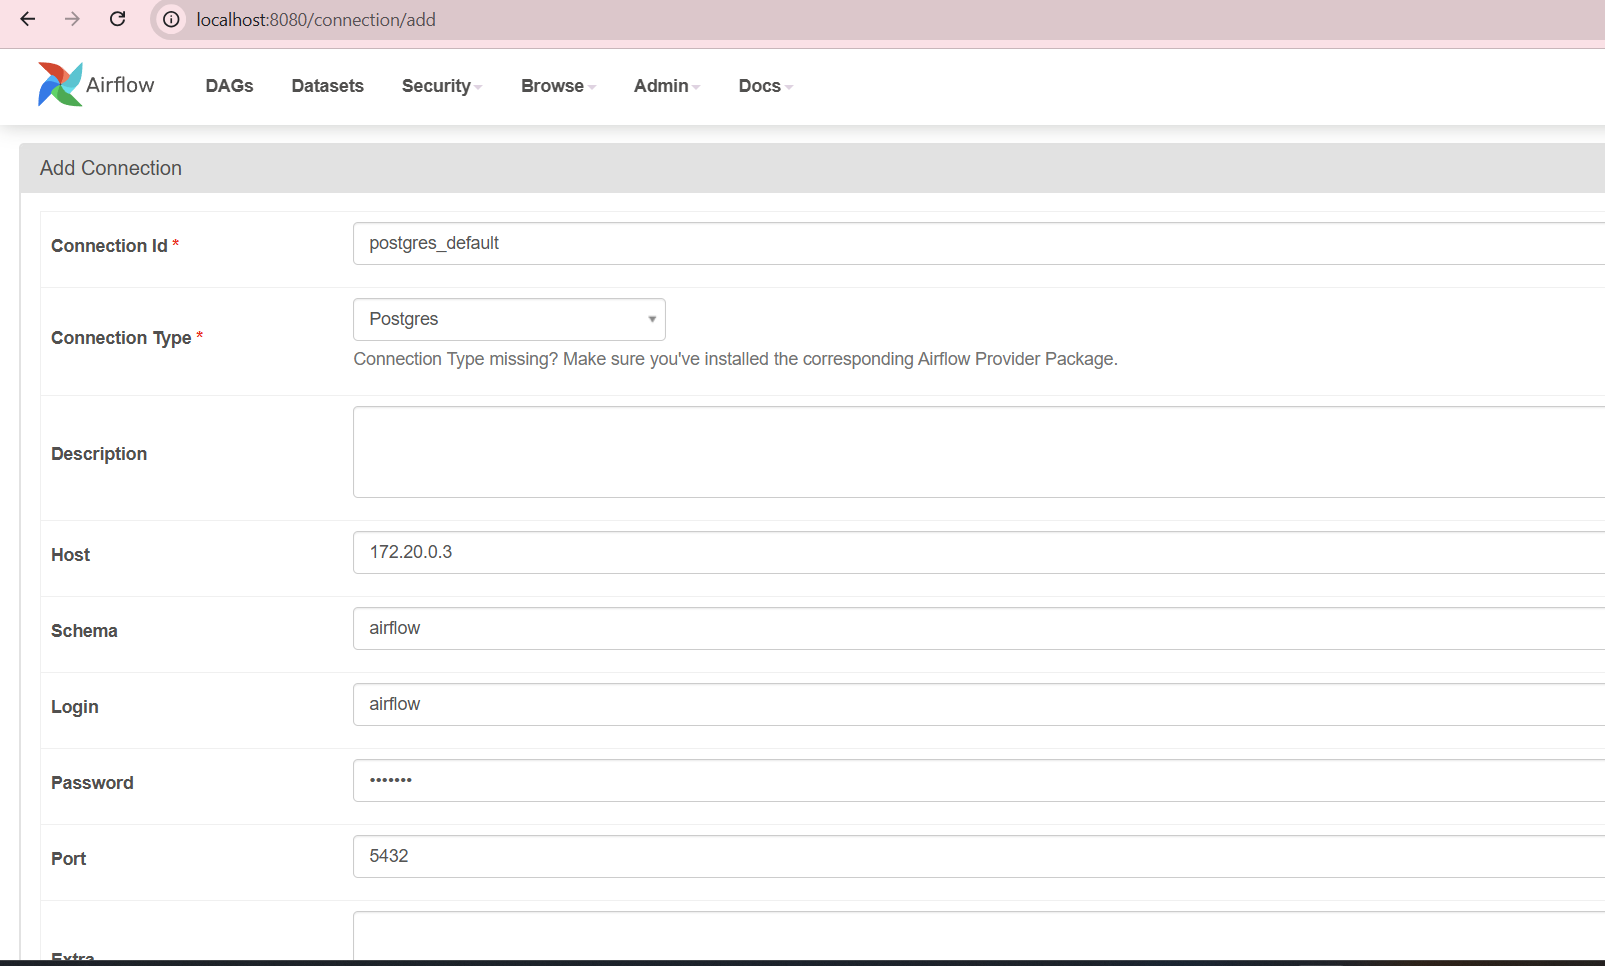 localhost:8080/connection/add
Airflow DAGs Datasets Security Browse Admin Docs
Add Connection
Connection Id * postgres_default
Connection Type * Postgres
Connection Type missing? Make sure you've installed the corresponding Airflow Provider Package.
Description
Host 172.20.0.3
Schema airflow
Login airflow
Password •••••••
Port 5432
Extra